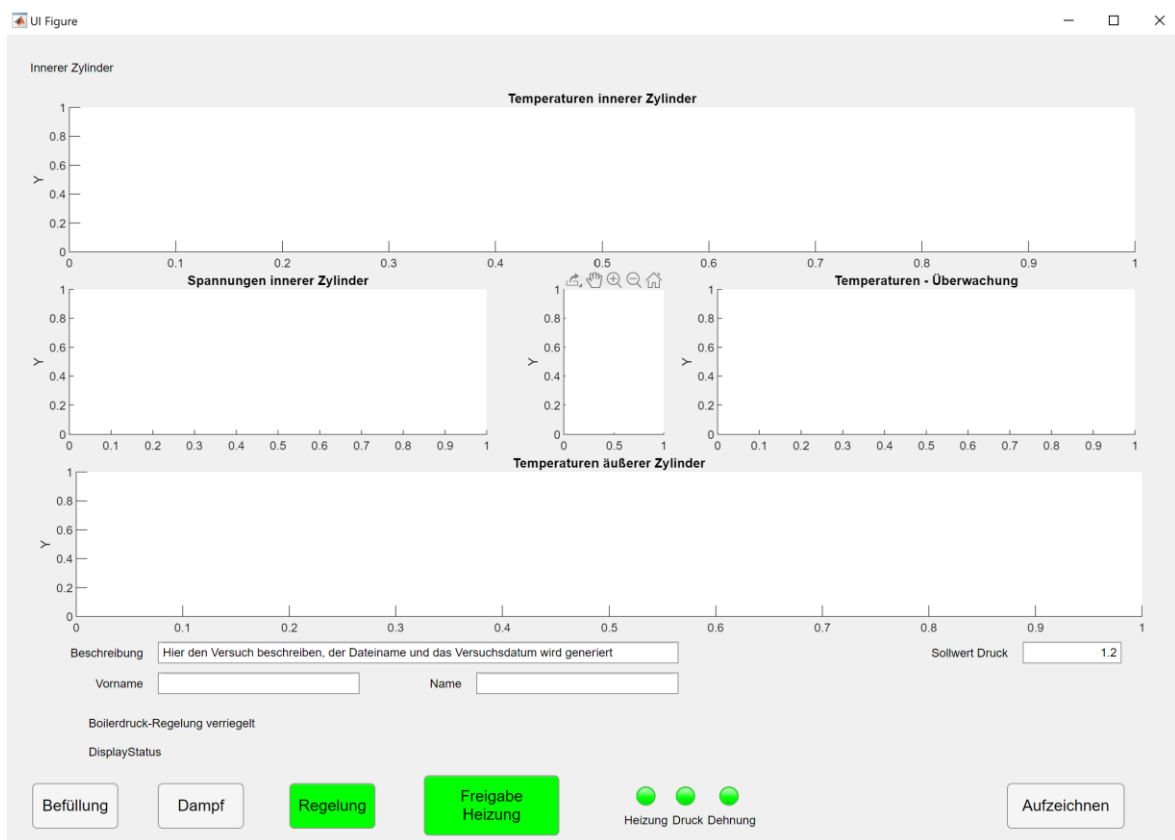 UI Figure
Innerer Zylinder
Temperaturen innerer Zylinder
1
0.8
0.6
0.4
0.2
0
Y
0 0.1 0.2 0.3 0.4 0.5 0.6 0.7 0.8 0.9 1
Spannungen innerer Zylinder
1
0.8
0.6
0.4
0.2
0
Y
0 0.1 0.2 0.3 0.4 0.5 0.6 0.7 0.8 0.9 1
1
0.8
0.6
0.4
0.2
0
Y
0 0.5 1
Temperaturen - Überwachung
1
0.8
0.6
0.4
0.2
0
Y
0 0.1 0.2 0.3 0.4 0.5 0.6 0.7 0.8 0.9 1
Temperaturen äußerer Zylinder
1
0.8
0.6
0.4
0.2
0
Y
0 0.1 0.2 0.3 0.4 0.5 0.6 0.7 0.8 0.9 1
Beschreibung Hier den Versuch beschreiben, der Dateiname und das Versuchsdatum wird generiert
Sollwert Druck 1.2
Vorname Name
Boilerdruck-Regelung verriegelt
DisplayStatus
Befüllung
Dampf
Regelung
Freigabe
Heizung
Heizung Druck Dehnung
Aufzeichnen